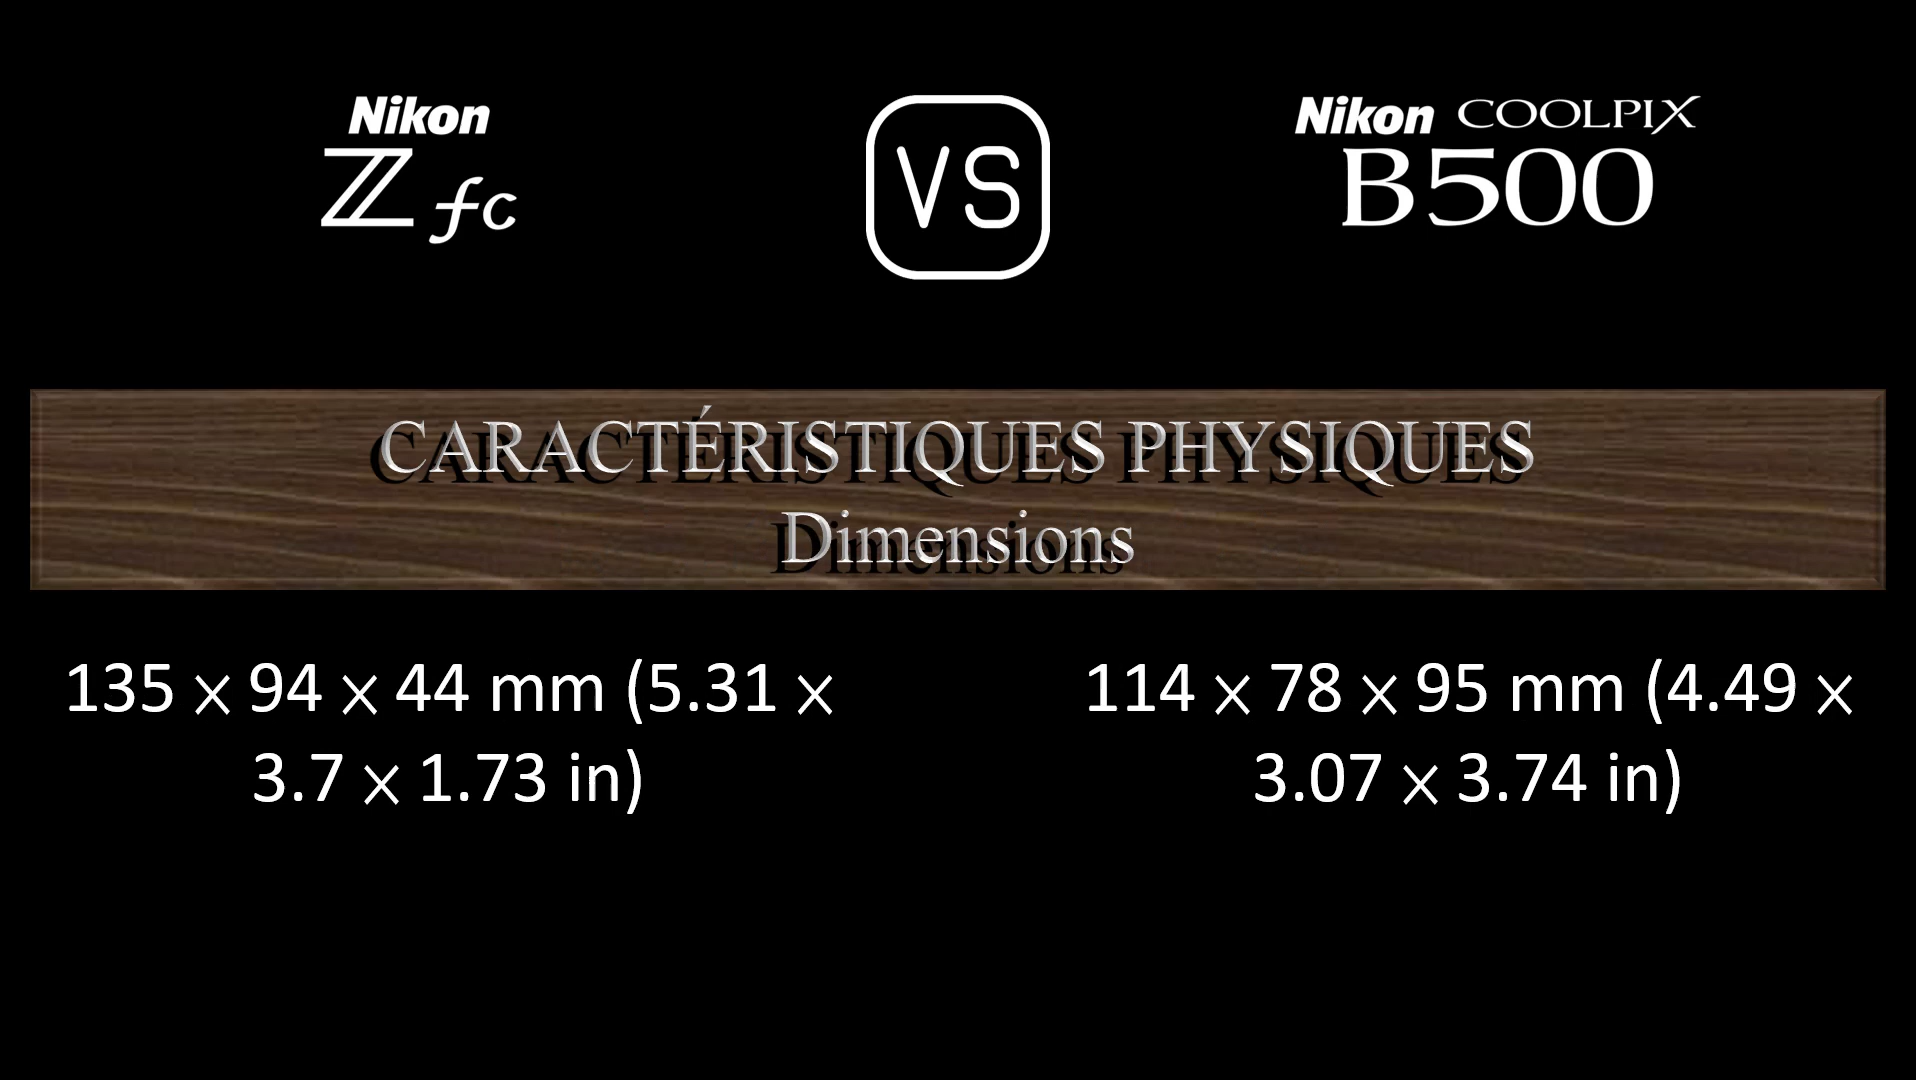 Nikon
Z fc
VS
Nikon COOLPIX
B500
CARACTÉRISTIQUES PHYSIQUES
Dimensions
135 x 94 x 44 mm (5.31 x
3.7 x 1.73 in)
114 x 78 x 95 mm (4.49 x
3.07 x 3.74 in)